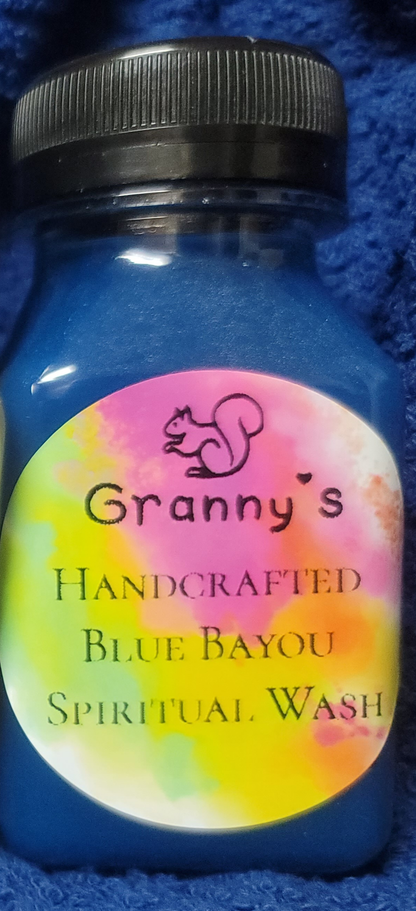 Granny's
Handcrafted
Blue Bayou
Spiritual Wash